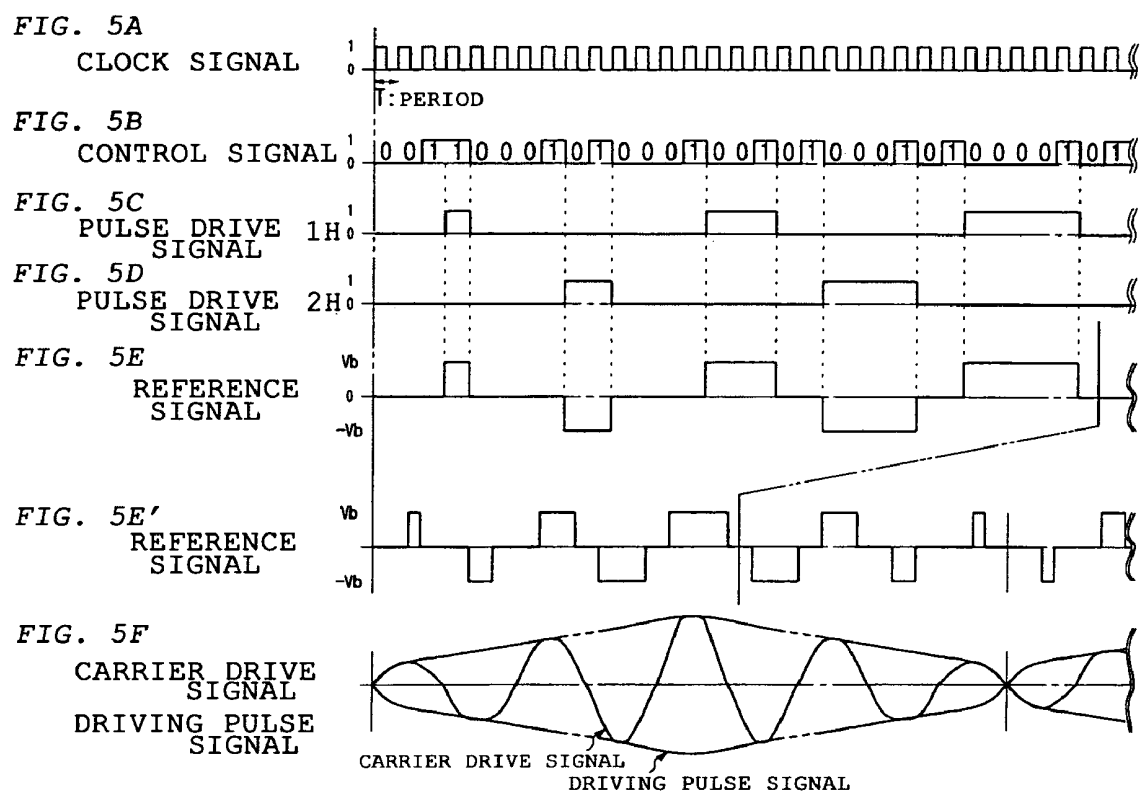 FIG. 5A
CLOCK SIGNAL
1
0
T:PERIOD
FIG. 5B
CONTROL SIGNAL
1
0
0 0 1 1 0 0 0 1 0 1 0 0 0 1 0 0 1 0 1 0 0 0 1 0 1 0 0 0 0 1 0 1
FIG. 5C
PULSE DRIVE 1H
SIGNAL
1
0
FIG. 5D
PULSE DRIVE 2H
SIGNAL
1
0
FIG. 5E
REFERENCE
SIGNAL
Vb
0
-Vb
FIG. 5E'
REFERENCE
SIGNAL
Vb
-Vb
FIG. 5F
CARRIER DRIVE
SIGNAL
DRIVING PULSE
SIGNAL
CARRIER DRIVE SIGNAL
DRIVING PULSE SIGNAL